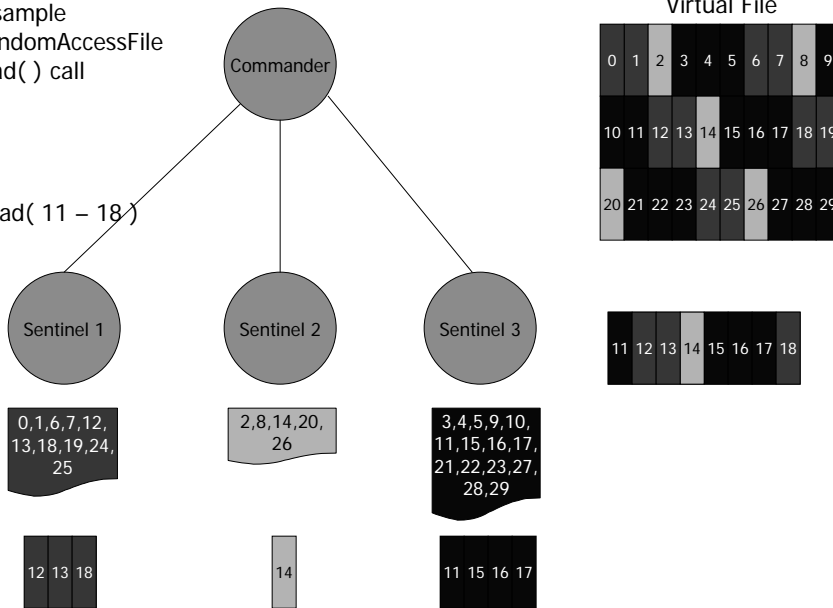 sample
ndomAccessFile
ad( ) call
ad( 11 – 18 )
Commander
Sentinel 1
Sentinel 2
Sentinel 3
0,1,6,7,12,
13,18,19,24,
25
2,8,14,20,
26
3,4,5,9,10,
11,15,16,17,
21,22,23,27,
28,29
12 13 18
14
11 15 16 17
Virtual File
0 1 2 3 4 5 6 7 8 9
10 11 12 13 14 15 16 17 18 19
20 21 22 23 24 25 26 27 28 29
11 12 13 14 15 16 17 18